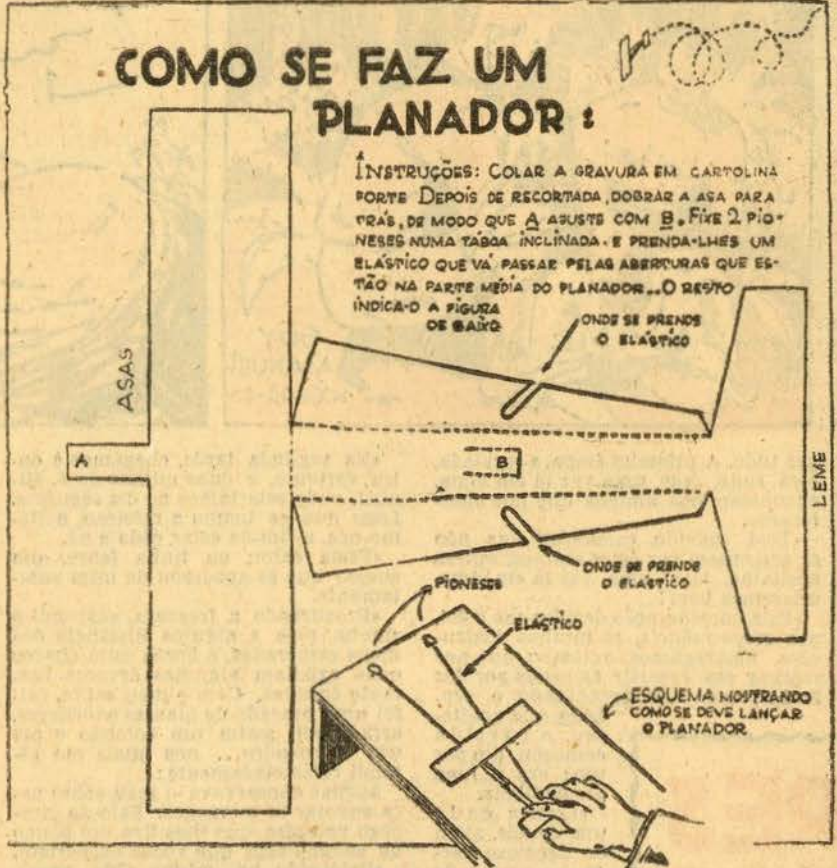 COMO SE FAZ UM
PLANADOR:
INSTRUÇÕES: COLAR A GRAVURA EM CARTOLINA
FORTE DEPOIS DE RECORTADA, DOBRAR A ASA PARA
TRÁS, DE MODO QUE A AJUSTE COM B. FIXE 2 PIO-
NESES NUMA TÁBOA INCLINADA. E PRENDA-LHES UM
ELÁSTICO QUE VÁ PASSAR PELAS ABERTURAS QUE ES-
TÃO NA PARTE MÉDIA DO PLANADOR... O RESTO
INDICA-O A FIGURA
DE BAIXO
ONDE SE PRENDE
O ELÁSTICO
ASAS
A
B
LEME
ONDE SE PRENDE
O ELÁSTICO
PIONESES
ELÁSTICO
ESQUEMA MOSTRANDO
COMO SE DEVE LANÇAR
O PLANADOR